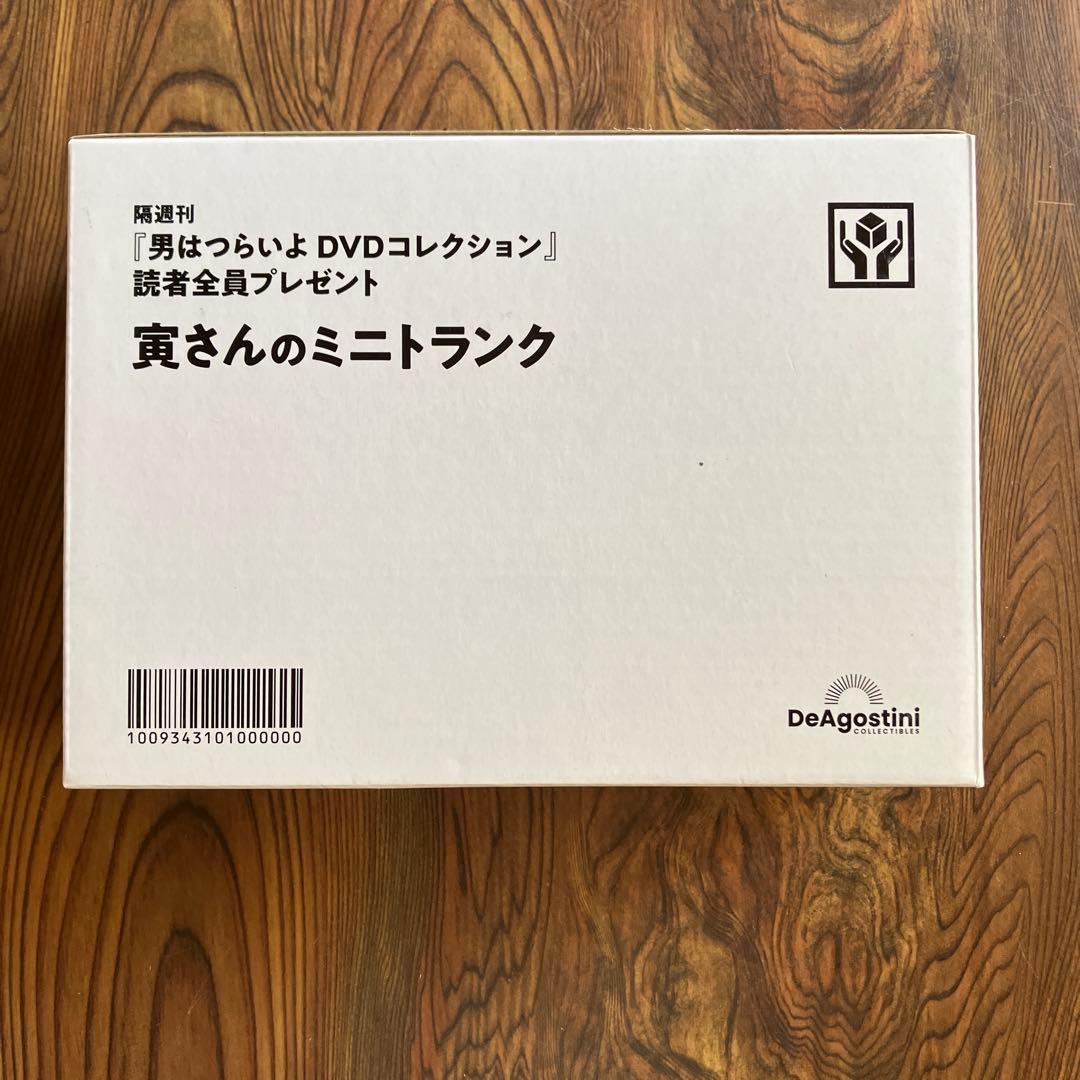 隔週刊
『男はつらいよ DVDコレクション』
読者全員プレゼント
寅さんのミニトランク
1009343101000000
DeAgostini
COLLECTIBLES